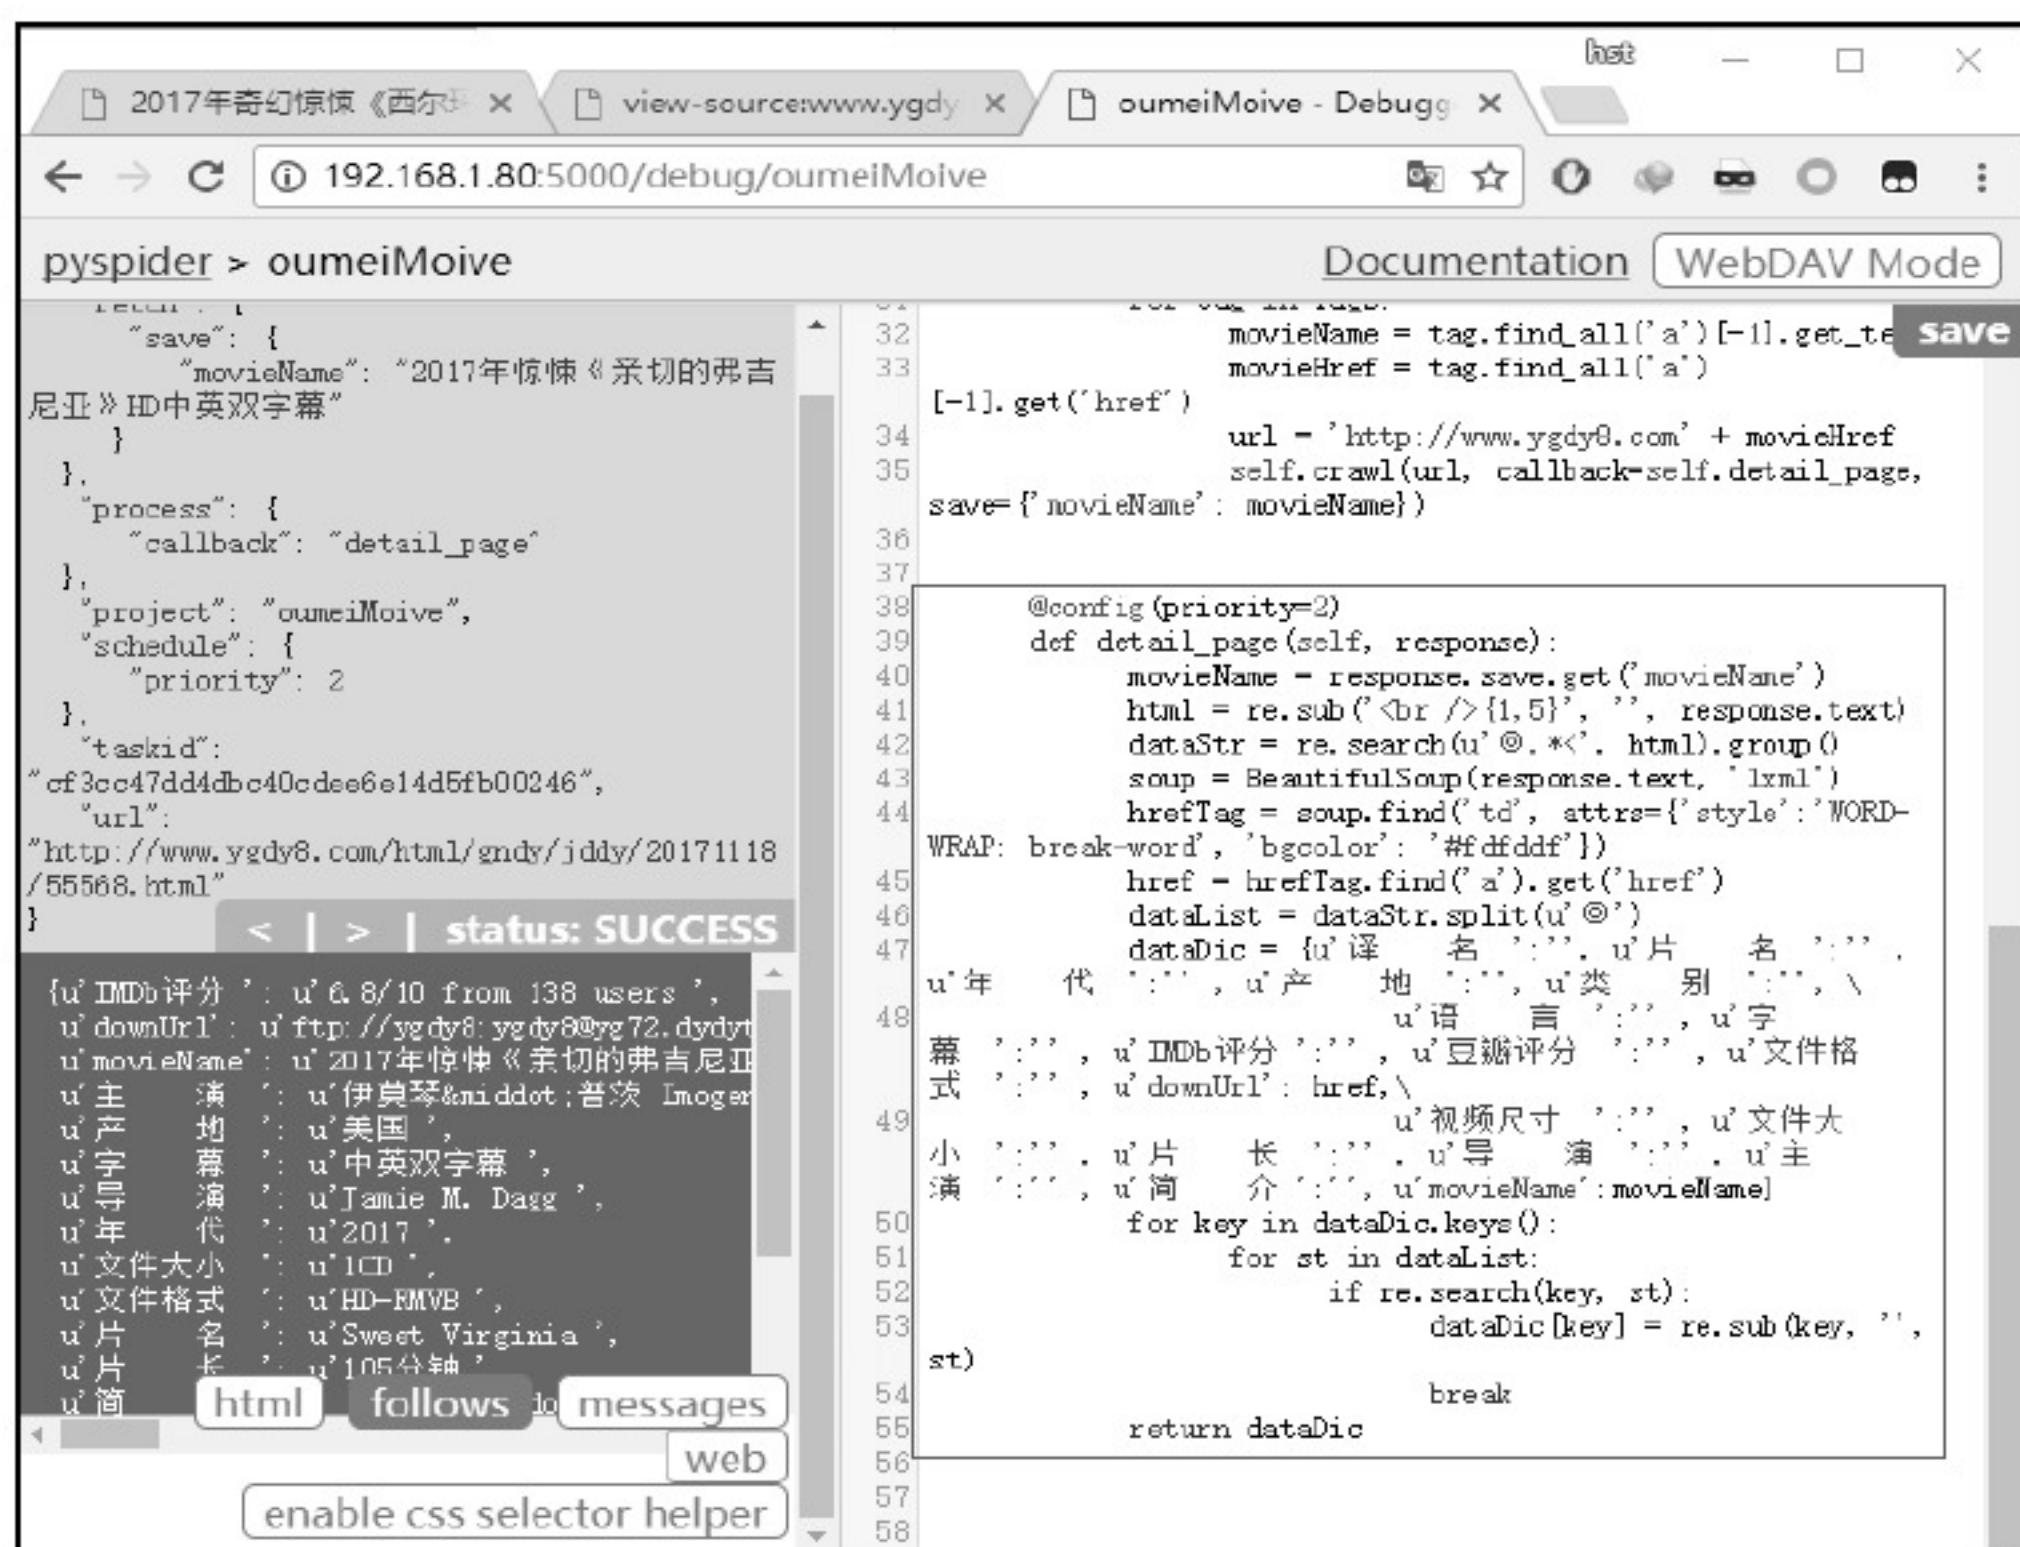 hst
2017年奇幻惊悚《西尔
view-source:www.ygdy
oumeiMoive - Debugg
192.168.1.80:5000/debug/oumeiMoive
pyspider > oumeiMoive
Documentation
WebDAV Mode
save
"save": {
"movieName": "2017年惊悚《亲切的弗吉
尼亚》HD中英双字幕"
}
},
"process": {
"callback": "detail_page"
},
"project": "oumeiMoive",
"schedule": {
"priority": 2
},
"taskid":
"cf3cc47dd4dbc40cdee6e14d5fb00246",
"url":
"http://www.ygdy8.com/html/gndy/jddy/20171118
/55568.html"
}
< | > | status: SUCCESS
{u'IMDb评分 ': u'6.8/10 from 138 users ',
u'downUrl': u'ftp://ygdy8:ygdy8@yg72.dydyt
u'movieName': u'2017年惊悚《亲切的弗吉尼亚
u'主　　演 ': u'伊莫琴&middot;普茨 Imogen
u'产　　地 ': u'美国 ',
u'字　　幕 ': u'中英双字幕 ',
u'导　　演 ': u'Jamie M. Dagg ',
u'年　　代 ': u'2017 ',
u'文件大小 ': u'1CD ',
u'文件格式 ': u'HD-RMVB ',
u'片　　名 ': u'Sweet Virginia ',
u'片　　长 ': u'105分钟 '
u'简
html
follows
do
messages
web
enable css selector helper
32 movieName = tag.find_all('a')[-1].get_te
33 movieHref = tag.find_all('a')
[-1].get('href')
34 url = 'http://www.ygdy8.com' + movieHref
35 self.crawl(url, callback=self.detail_page,
save={'movieName': movieName})
36
37
38 @config(priority=2)
39 def detail_page(self, response):
40 movieName = response.save.get('movieName')
41 html = re.sub('<br />{1,5}', '', response.text)
42 dataStr = re.search(u'◎.*<', html).group()
43 soup = BeautifulSoup(response.text, 'lxml')
44 hrefTag = soup.find('td', attrs={'style':'WORD-
WRAP: break-word', 'bgcolor': '#fdfddf'})
45 href = hrefTag.find('a').get('href')
46 dataList = dataStr.split(u'◎')
47 dataDic = {u'译　　名 ':'', u'片　　名 ':'',
u'年　　代 ':'', u'产　　地 ':'', u'类　　别 ':'', \
48 u'语　　言 ':'', u'字
幕 ':'', u'IMDb评分 ':'', u'豆瓣评分 ':'', u'文件格
式 ':'', u'downUrl': href,\
49 u'视频尺寸 ':'', u'文件大
小 ':'', u'片　　长 ':'', u'导　　演 ':'', u'主
演 ':'', u'简　　介 ':'', u'movieName':movieName}
50 for key in dataDic.keys():
51 for st in dataList:
52 if re.search(key, st):
53 dataDic[key] = re.sub(key, '',
st)
54 break
55 return dataDic
56
57
58